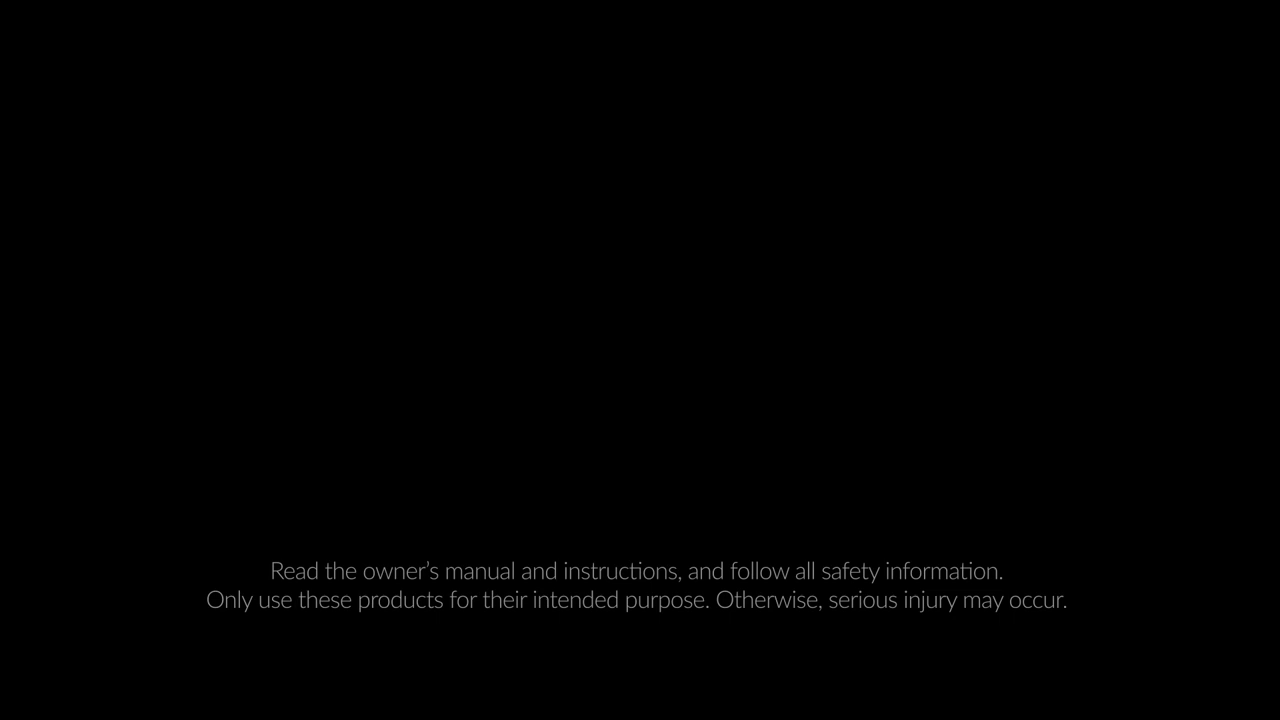 Read the owner’s manual and instructions, and follow all safety information.
Only use these products for their intended purpose. Otherwise, serious injury may occur.